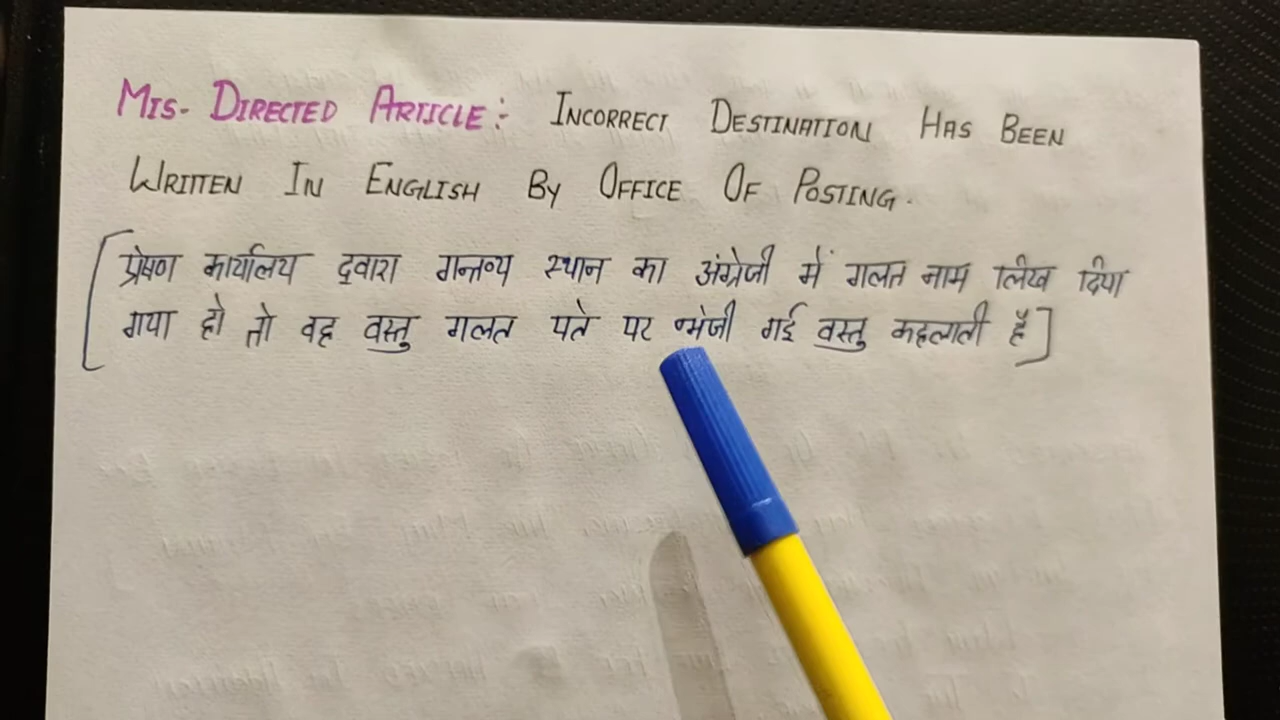 MIS-DIRECTED ARTICLE:- INCORRECT DESTINATION HAS BEEN
WRITTEN IN ENGLISH BY OFFICE OF POSTING.
[प्रेषण कार्यालय द्वारा गन्तव्य स्थान का अंग्रेजी में गलत नाम लिख दिया
गया हो तो वह वस्तु गलत पते पर भेजी गई वस्तु कहलाती है]